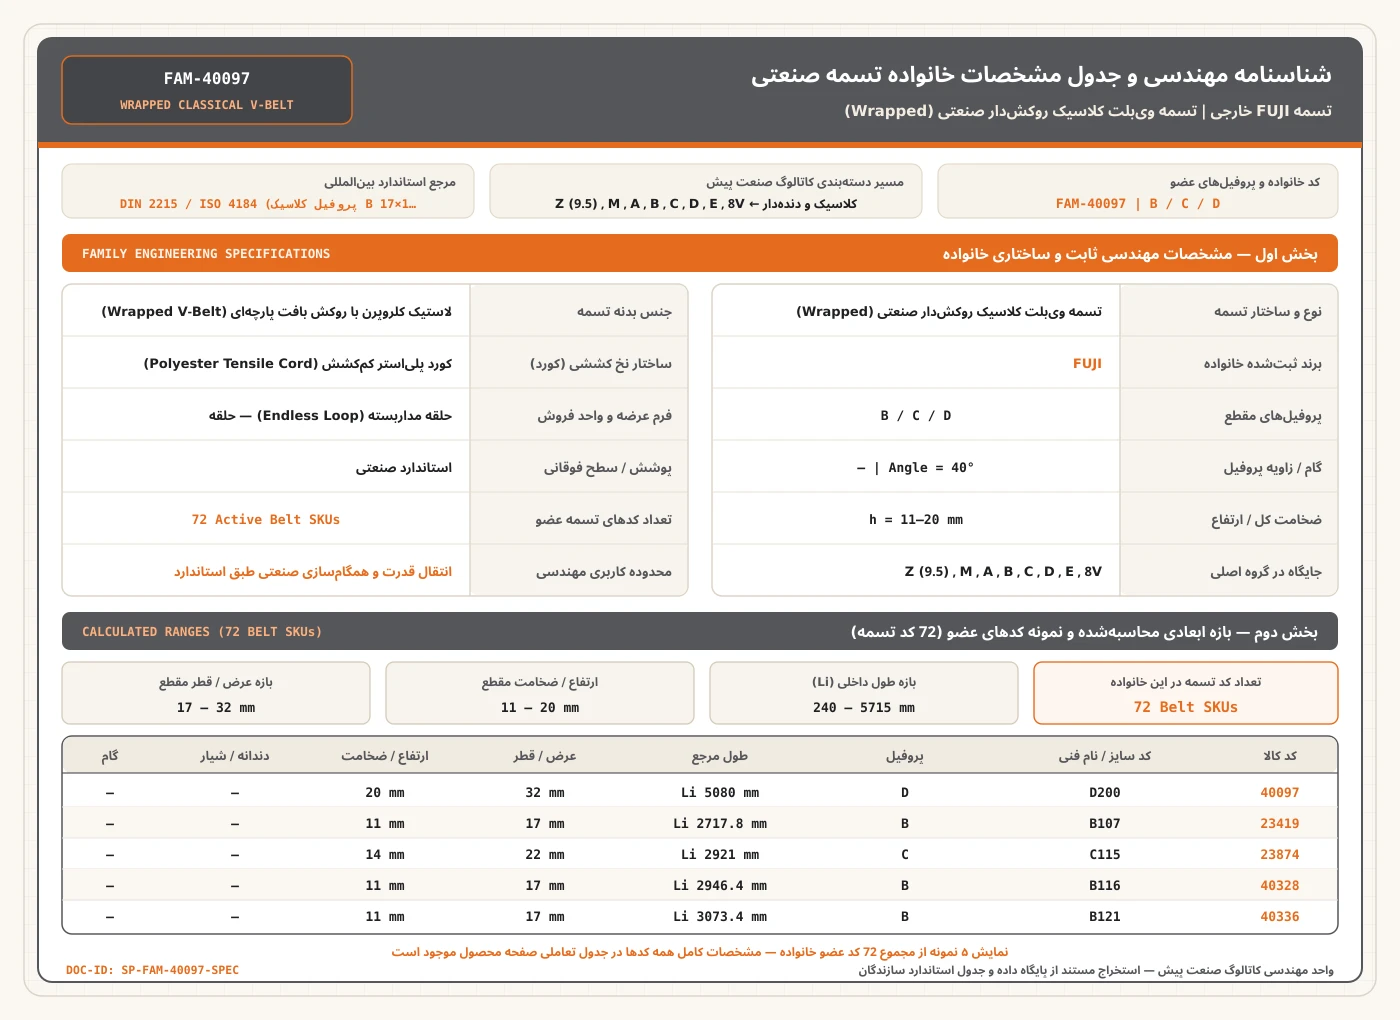 شناسنامه مهندسی و جدول مشخصات خانواده تسمه صنعتی
تسمه FUJI خارجی | تسمه وی‌بلت کلاسیک روکش‌دار صنعتی (Wrapped)
FAM-40097
WRAPPED CLASSICAL V-BELT
کد خانواده و پروفیل‌های عضو
FAM-40097 | B / C / D
مسیر دسته‌بندی کاتالوگ صنعت پیش
کلاسیک و دنده‌دار ← Z (9.5) , M , A , B , C , D , E , 8V
مرجع استاندارد بین‌المللی
DIN 2215 / ISO 4184 (پروفیل کلاسیک B 17×1…
بخش اول — مشخصات مهندسی ثابت و ساختاری خانواده
FAMILY ENGINEERING SPECIFICATIONS
نوع و ساختار تسمه
تسمه وی‌بلت کلاسیک روکش‌دار صنعتی (Wrapped)
برند ثبت‌شده خانواده
FUJI
پروفیل‌های مقطع
B / C / D
گام / زاویه پروفیل
— | Angle = 40°
ضخامت کل / ارتفاع
h = 11–20 mm
جایگاه در گروه اصلی
Z (9.5) , M , A , B , C , D , E , 8V
جنس بدنه تسمه
لاستیک کلروپرن با روکش بافت پارچه‌ای (Wrapped V-Belt)
ساختار نخ کششی (کورد)
کورد پلی‌استر کم‌کشش (Polyester Tensile Cord)
فرم عرضه و واحد فروش
حلقه مداربسته (Endless Loop) — حلقه
پوشش / سطح فوقانی
استاندارد صنعتی
تعداد کدهای تسمه عضو
72 Active Belt SKUs
محدوده کاربری مهندسی
انتقال قدرت و همگام‌سازی صنعتی طبق استاندارد
بخش دوم — بازه ابعادی محاسبه‌شده و نمونه کدهای عضو (72 کد تسمه)
CALCULATED RANGES (72 BELT SKUs)
تعداد کد تسمه در این خانواده
72 Belt SKUs
بازه طول داخلی (Li)
240 – 5715 mm
ارتفاع / ضخامت مقطع
11 – 20 mm
بازه عرض / قطر مقطع
17 – 32 mm
کد کالا کد سایز / نام فنی پروفیل طول مرجع عرض / قطر ارتفاع / ضخامت دندانه / شیار گام
40097 D200 D Li 5080 mm 32 mm 20 mm — —
23419 B107 B Li 2717.8 mm 17 mm 11 mm — —
23874 C115 C Li 2921 mm 22 mm 14 mm — —
40328 B116 B Li 2946.4 mm 17 mm 11 mm — —
40336 B121 B Li 3073.4 mm 17 mm 11 mm — —
نمایش ۵ نمونه از مجموع 72 کد عضو خانواده — مشخصات کامل همه کدها در جدول تعاملی صفحه محصول موجود است
واحد مهندسی کاتالوگ صنعت پیش — استخراج مستند از پایگاه داده و جدول استاندارد سازندگان
DOC-ID: SP-FAM-40097-SPEC